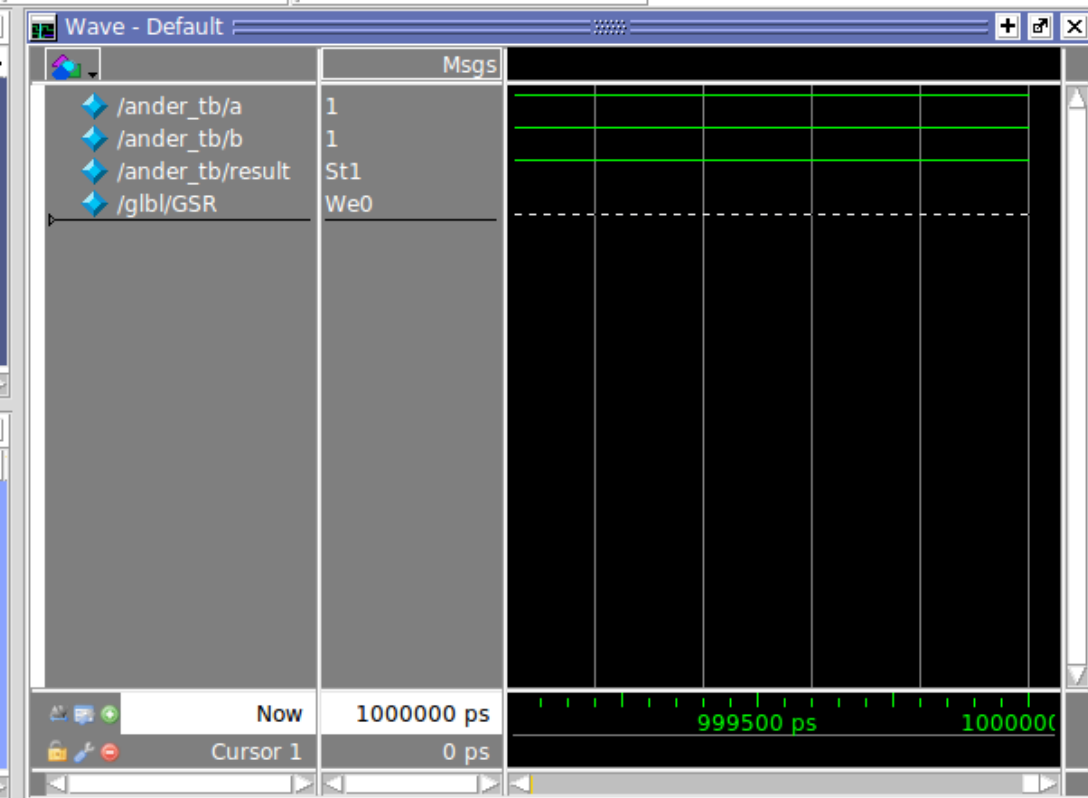 Wave - Default
Msgs
/ander_tb/a 1
/ander_tb/b 1
/ander_tb/result St1
/glbl/GSR We0
Now 1000000 ps 999500 ps 1000000
Cursor 1 0 ps